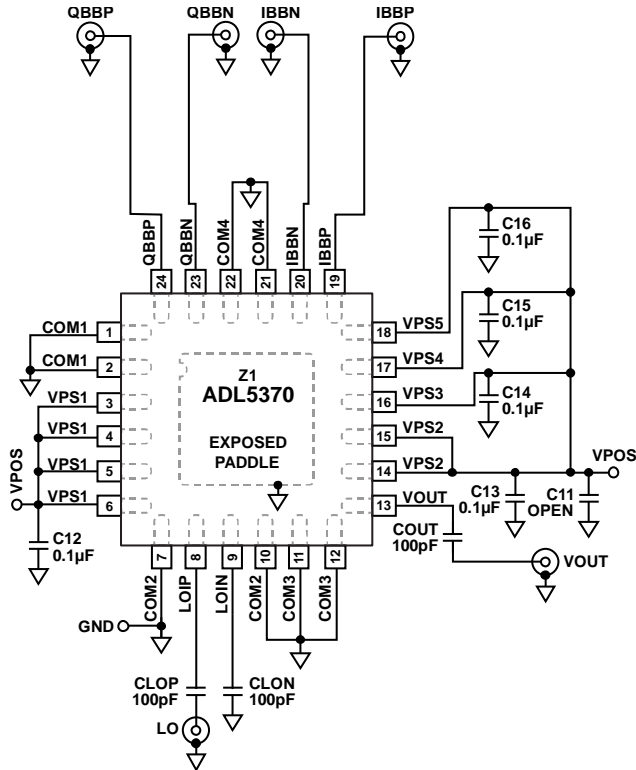 QBBP
QBBN
IBBN
IBBP
QBBP
QBBN
COM4
COM4
IBBN
IBBP
24
23
22
21
20
19
C16
0.1µF
C15
0.1µF
C14
0.1µF
COM1
1
COM1
2
VPS1
3
VPS1
4
VPS1
5
VPS1
6
VPOS
C12
0.1µF
Z1
ADL5370
EXPOSED
PADDLE
18
VPS5
17
VPS4
16
VPS3
15
VPS2
14
VPS2
13
VOUT
VPOS
C13
0.1µF
C11
OPEN
COUT
100pF
VOUT
7
8
9
10
11
12
COM2
LOIP
LOIN
COM2
COM3
COM3
GND
CLOP
100pF
CLON
100pF
LO